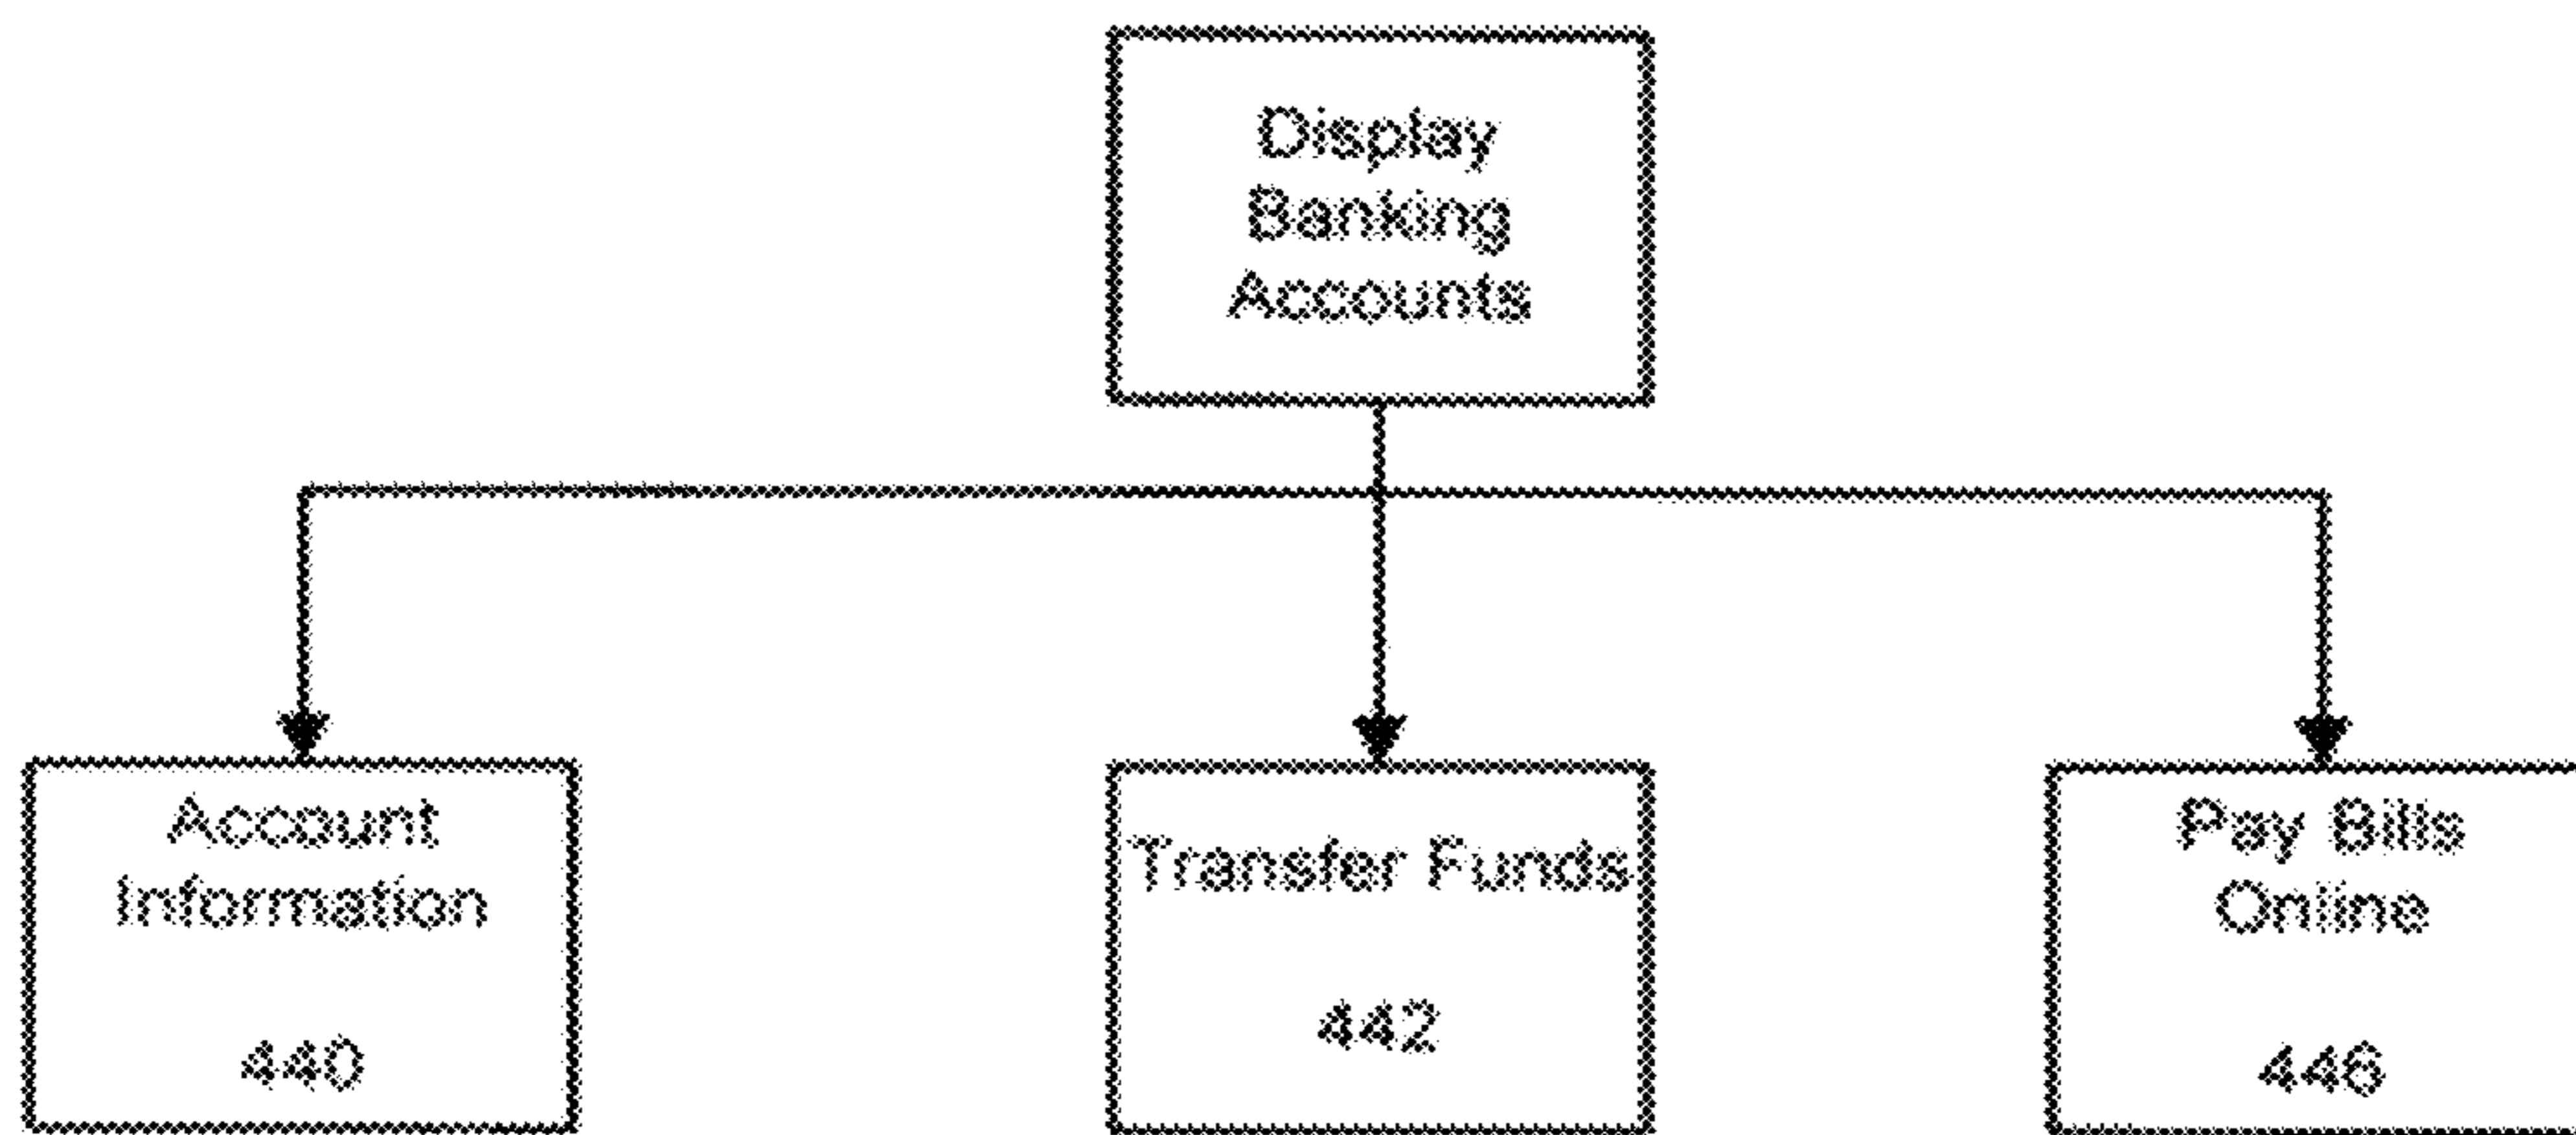 Display
Banking
Accounts
Account
Information
440
Transfer Funds
442
Pay Bills
Online
446